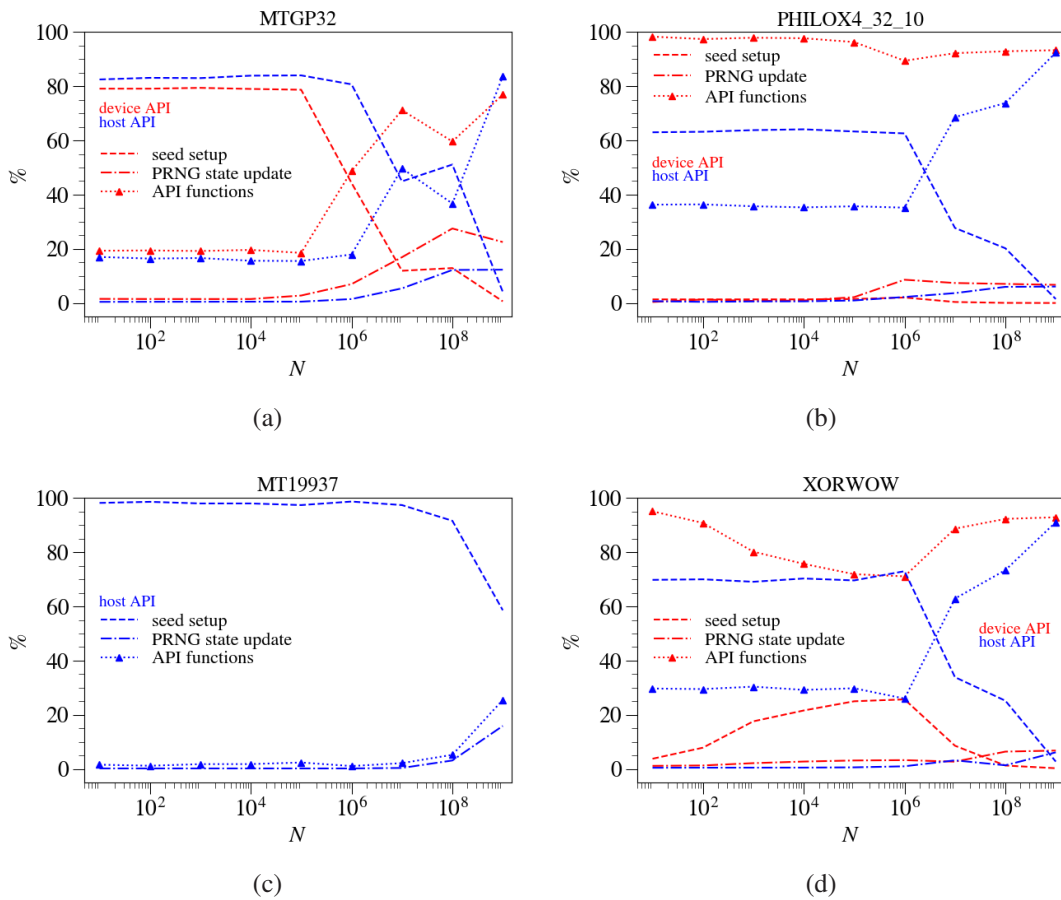 MTGP32
100
80
60
40
20
0
%
device API
host API
seed setup
PRNG state update
API functions
10^2
10^4
10^6
10^8
N
(a)
PHILOX4_32_10
100
80
60
40
20
0
%
seed setup
PRNG update
API functions
device API
host API
10^2
10^4
10^6
10^8
N
(b)
MT19937
100
80
60
40
20
0
%
host API
seed setup
PRNG state update
API functions
10^2
10^4
10^6
10^8
N
(c)
XORWOW
100
80
60
40
20
0
%
seed setup
PRNG state update
API functions
device API
host API
10^2
10^4
10^6
10^8
N
(d)